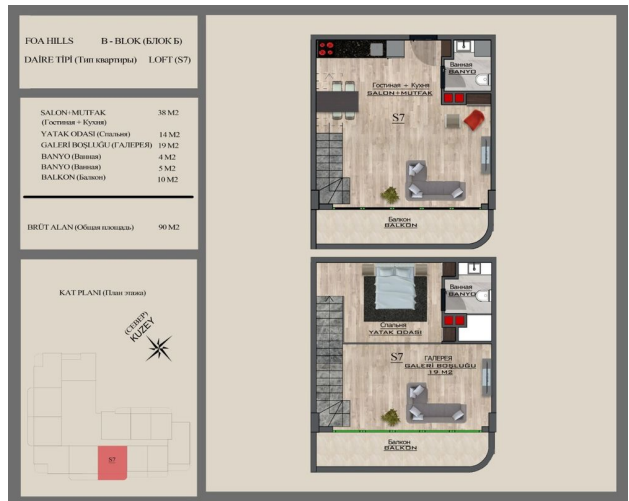 FOA HILLS B - BLOK (БЛОК Б)
DAİRE TİPİ (Тип квартиры) LOFT (S7)
SALON+MUTFAK 38 M2
(Гостиная + Кухня)
YATAK ODASI (Спальня) 14 M2
GALERİ BOŞLUĞU (ГАЛЕРЕЯ) 19 M2
BANYO (Ванная) 4 M2
BANYO (Ванная) 5 M2
BALKON (Балкон) 10 M2
BRÜT ALAN (Общая площадь) 90 M2
KAT PLANI (План этажа)
(СЕВЕР)
KUZEY
S7
Ванная
BANYO
Гостиная + Кухня
SALON+MUTFAK
S7
Балкон
BALKON
Ванная
BANYO
Спальня
YATAK ODASI
S7 ГАЛЕРЕЯ
GALERİ BOŞLUĞU
19 M2
Балкон
BALKON